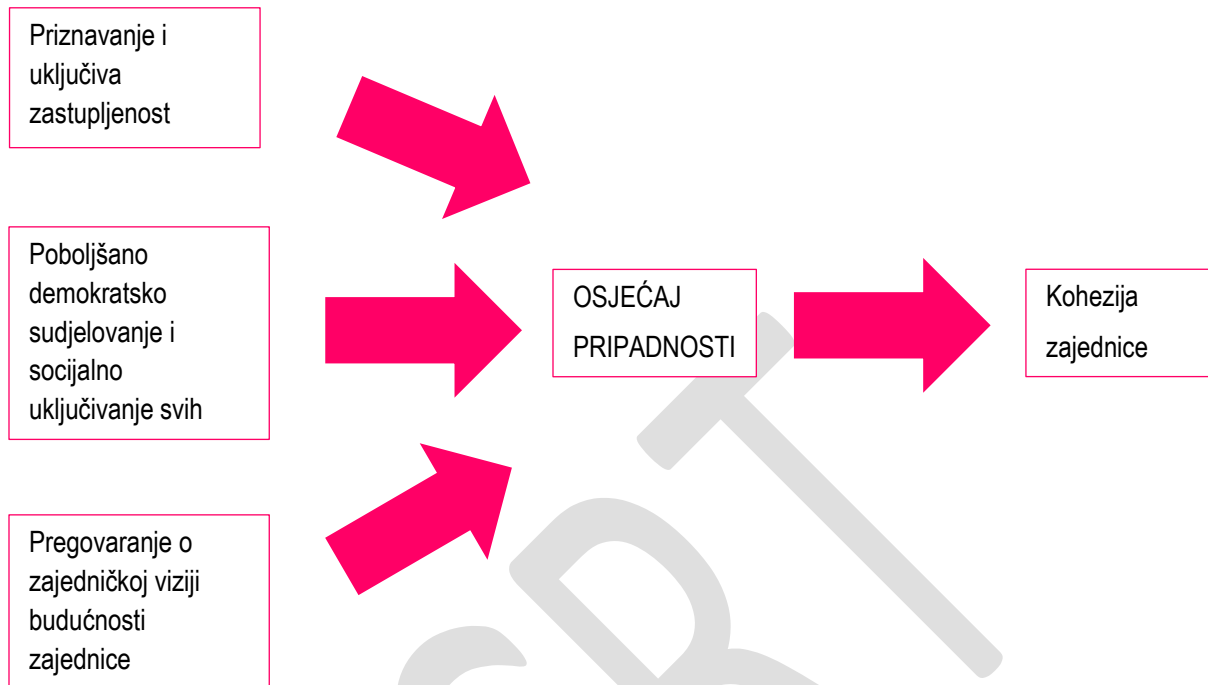 Priznavanje i
uključiva
zastupljenost
Poboljšano
demokratsko
sudjelovanje i
socijalno
uključivanje svih
OSJEĆAJ
PRIPADNOSTI
Kohezija
zajednice
Pregovaranje o
zajedničkoj viziji
budućnosti
zajednice